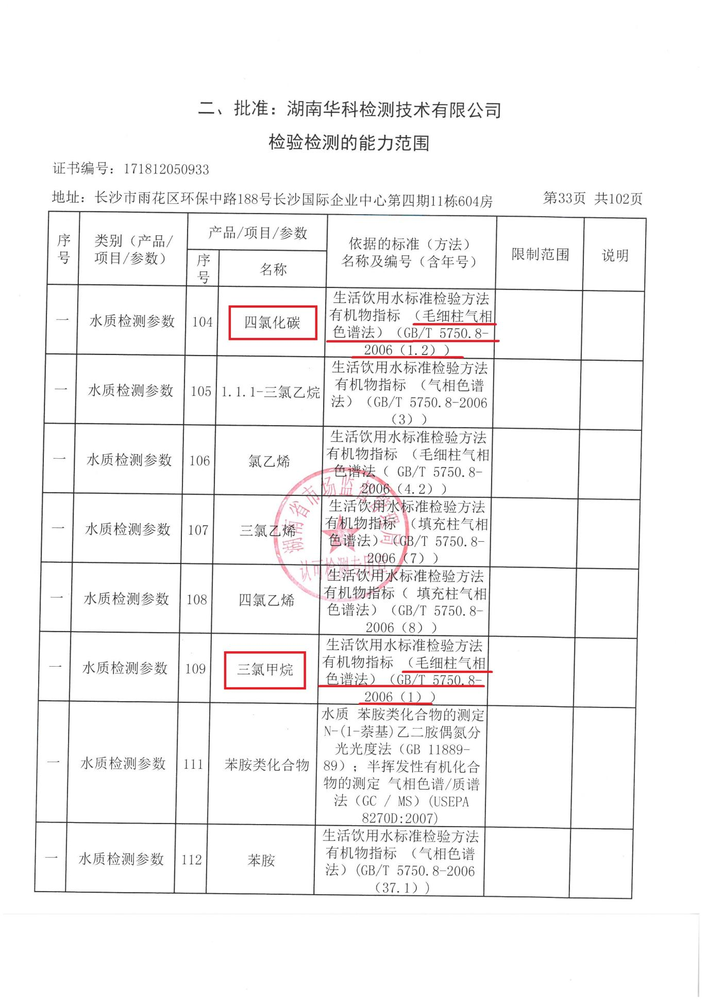 二、批准：湖南华科检测技术有限公司
检验检测的能力范围
证书编号：171812050933
地址：长沙市雨花区环保中路188号长沙国际企业中心第四期11栋604房
第33页 共102页
序
号
类别（产品/
项目/参数）
产品/项目/参数
序
号
名称
依据的标准（方法）
名称及编号（含年号）
限制范围
说明
一
水质检测参数
104
四氯化碳
生活饮用水标准检验方法
有机物指标 （毛细柱气相
色谱法）（GB/T 5750.8-
2006（1.2））
一
水质检测参数
105
1.1.1-三氯乙烷
生活饮用水标准检验方法
有机物指标 （气相色谱
法）（GB/T 5750.8-2006
（3））
一
水质检测参数
106
氯乙烯
生活饮用水标准检验方法
有机物指标 （毛细柱气相
色谱法（ GB/T 5750.8-
2006（4.2））
一
水质检测参数
107
三氯乙烯
生活饮用水标准检验方法
有机物指标 （填充柱气相
色谱法）（GB/T 5750.8-
2006（7））
一
水质检测参数
108
四氯乙烯
生活饮用水标准检验方法
有机物指标（ 填充柱气相
色谱法）（GB/T 5750.8-
2006（8））
一
水质检测参数
109
三氯甲烷
生活饮用水标准检验方法
有机物指标 （毛细柱气相
色谱法）（GB/T 5750.8-
2006（1））
一
水质检测参数
111
苯胺类化合物
水质 苯胺类化合物的测定
N-(1-萘基)乙二胺偶氮分
光光度法（GB 11889-
89）；半挥发性有机化合
物的测定 气相色谱/质谱
法（GC / MS）(USEPA
8270D:2007)
一
水质检测参数
112
苯胺
生活饮用水标准检验方法
有机物指标 （气相色谱
法）(GB/T 5750.8-2006
（37.1）)
湖南省市场监督管理局
认可检测专用章